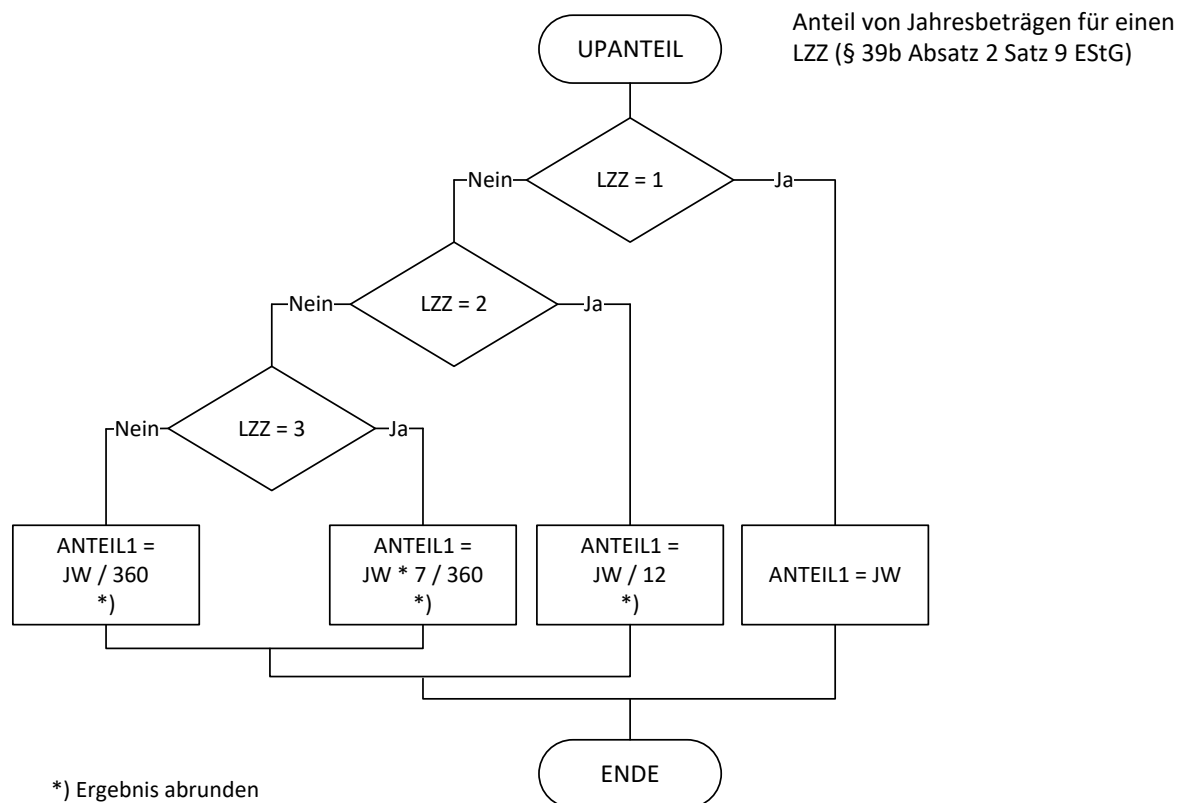 Anteil von Jahresbeträgen für einen
LZZ (§ 39b Absatz 2 Satz 9 EStG)
UPANTEIL
Nein
LZZ = 1
Ja
Nein
LZZ = 2
Ja
Nein
LZZ = 3
Ja
ANTEIL1 =
JW / 360
*)
ANTEIL1 =
JW * 7 / 360
*)
ANTEIL1 =
JW / 12
*)
ANTEIL1 = JW
ENDE
*) Ergebnis abrunden